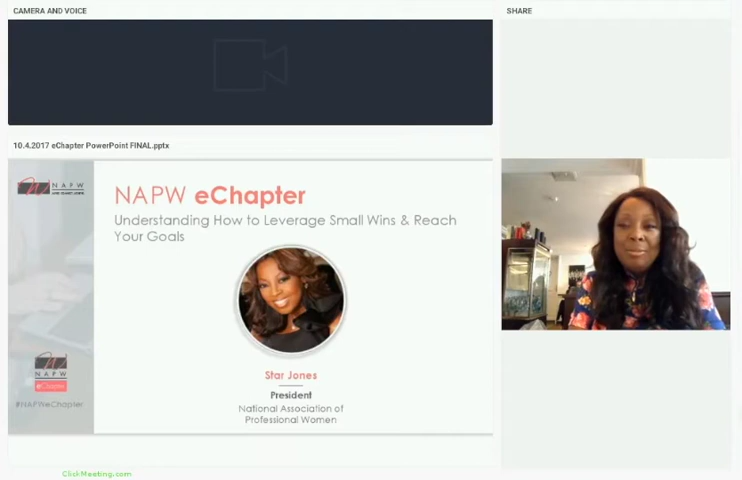 CAMERA AND VOICE
SHARE
10.4.2017 eChapter PowerPoint FINAL.pptx
NAPW
NAPW eChapter
Understanding How to Leverage Small Wins & Reach
Your Goals
Star Jones
President
National Association of
Professional Women
NAPW
eChapter
#NAPWeChapter
ClickMeeting.com